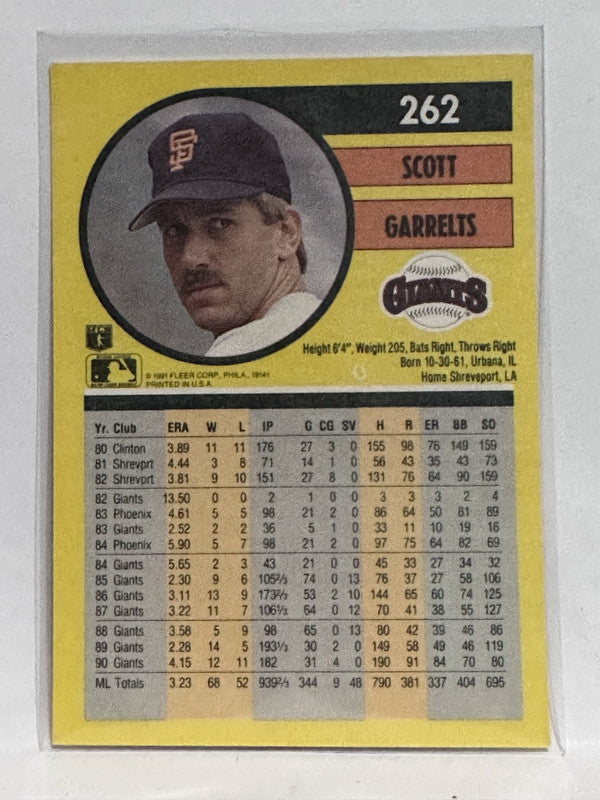 262
SCOTT
GARRELTS
SF
GIANTS
Height 6'4", Weight 205, Bats Right, Throws Right
Born 10-30-61, Urbana, IL
Home Shreveport, LA
© 1991 FLEER CORP., PHILA., 19141
PRINTED IN U.S.A.
Yr. Club ERA W L IP G CG SV H R ER BB SO
80 Clinton 3.89 11 11 176 27 3 0 155 98 76 149 159
81 Shrevprt 4.44 3 8 71 14 1 0 56 43 35 43 73
82 Shrevprt 3.81 9 10 151 27 8 0 131 76 64 90 159
82 Giants 13.50 0 0 2 1 0 0 3 3 3 2 4
83 Phoenix 4.61 5 5 98 21 2 0 86 64 50 81 89
83 Giants 2.52 2 2 36 5 1 0 33 11 10 19 16
84 Phoenix 5.90 5 7 98 21 2 0 97 75 64 82 69
84 Giants 5.65 2 3 43 21 0 0 45 33 27 34 32
85 Giants 2.30 9 6 105⅔ 74 0 13 76 37 27 58 106
86 Giants 3.11 13 9 173⅔ 53 2 10 144 65 60 74 125
87 Giants 3.22 11 7 106⅓ 64 0 12 70 41 38 55 127
88 Giants 3.58 5 9 98 65 0 13 80 42 39 46 86
89 Giants 2.28 14 5 193⅓ 30 2 0 149 58 49 46 119
90 Giants 4.15 12 11 182 31 4 0 190 91 84 70 80
ML Totals 3.23 68 52 939⅔ 344 9 48 790 381 337 404 695